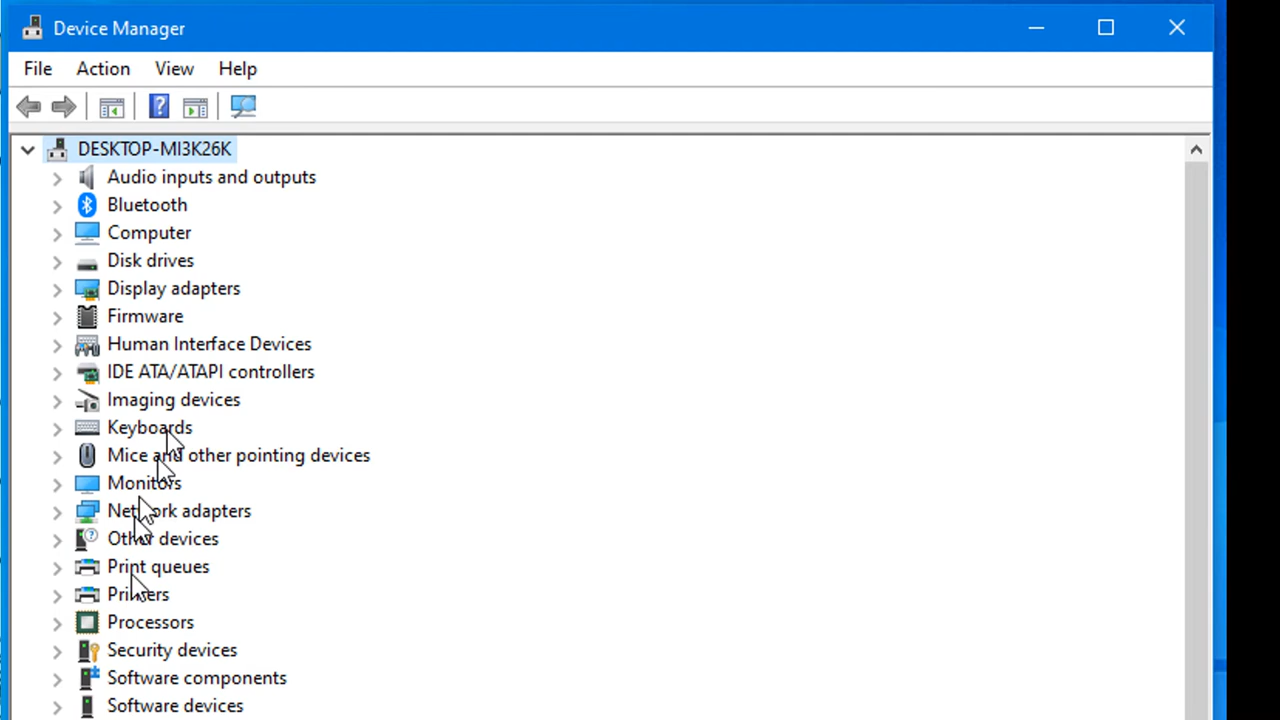 Device Manager
File Action View Help
DESKTOP-MI3K26K
Audio inputs and outputs
Bluetooth
Computer
Disk drives
Display adapters
Firmware
Human Interface Devices
IDE ATA/ATAPI controllers
Imaging devices
Keyboards
Mice and other pointing devices
Monitors
Network adapters
Other devices
Print queues
Printers
Processors
Security devices
Software components
Software devices